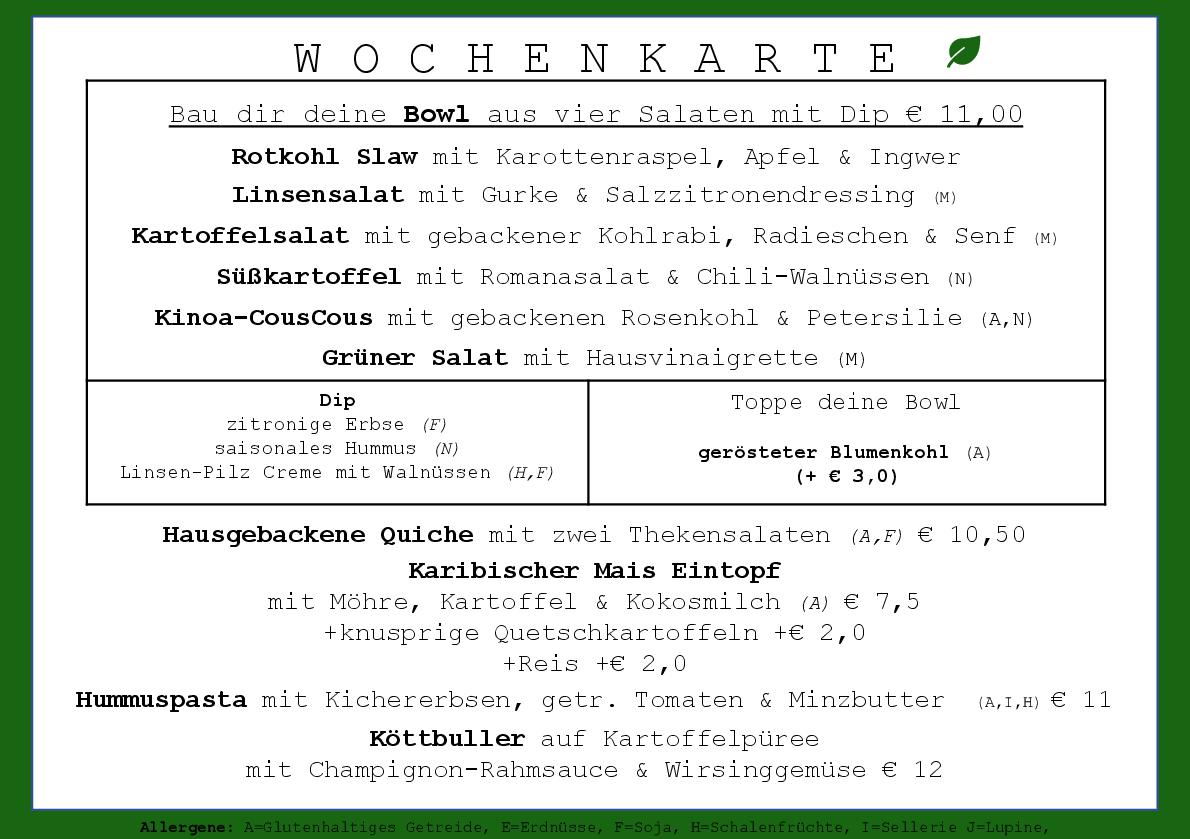 WOCHENKARTE
Bau dir deine Bowl aus vier Salaten mit Dip € 11,00
Rotkohl Slaw mit Karottenraspel, Apfel & Ingwer
Linsensalat mit Gurke & Salzzitronendressing (M)
Kartoffelsalat mit gebackener Kohlrabi, Radieschen & Senf (M)
Süßkartoffel mit Romanasalat & Chili-Walnüssen (N)
Kinoa-CousCous mit gebackenen Rosenkohl & Petersilie (A,N)
Grüner Salat mit Hausvinaigrette (M)
Dip
zitronige Erbse (F)
saisonales Hummus (N)
Linsen-Pilz Creme mit Walnüssen (H,F)
Toppe deine Bowl
gerösteter Blumenkohl (A)
(+ € 3,0)
Hausgebackene Quiche mit zwei Thekensalaten (A,F) € 10,50
Karibischer Mais Eintopf
mit Möhre, Kartoffel & Kokosmilch (A) € 7,5
+knusprige Quetschkartoffeln +€ 2,0
+Reis +€ 2,0
Hummuspasta mit Kichererbsen, getr. Tomaten & Minzbutter (A,I,H) € 11
Köttbuller auf Kartoffelpüree
mit Champignon-Rahmsauce & Wirsinggemüse € 12
Allergene: A=Glutenhaltiges Getreide, E=Erdnüsse, F=Soja, H=Schalenfrüchte, I=Sellerie J=Lupine,